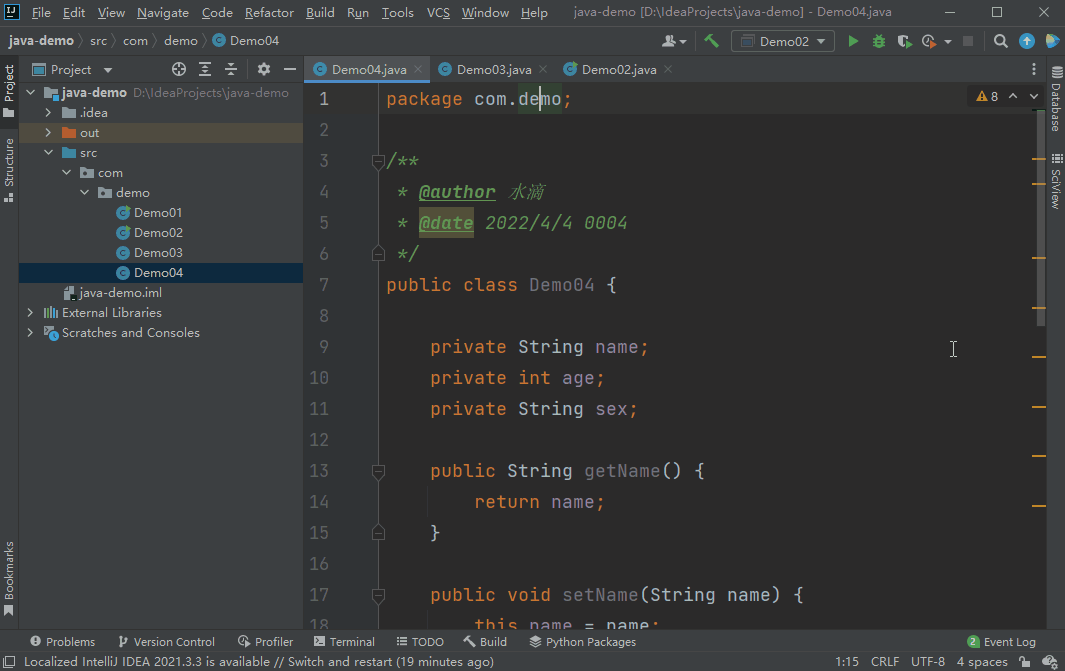 File Edit View Navigate Code Refactor Build Run Tools VCS Window Help java-demo [D:\IdeaProjects\java-demo] - Demo04.java
java-demo src com demo Demo04 Demo02
Project
Demo04.java Demo03.java Demo02.java
java-demo D:\IdeaProjects\java-demo
.idea
out
src
com
demo
Demo01
Demo02
Demo03
Demo04
java-demo.iml
External Libraries
Scratches and Consoles
Project
Structure
Bookmarks
8
1 package com.demo;
2
3 /**
4 * @author 水滴
5 * @date 2022/4/4 0004
6 */
7 public class Demo04 {
8
9 private String name;
10 private int age;
11 private String sex;
12
13 public String getName() {
14 return name;
15 }
16
17 public void setName(String name) {
18 this.name = name;
Database
SciView
Problems Version Control Profiler Terminal TODO Build Python Packages 2 Event Log
Localized IntelliJ IDEA 2021.3.3 is available // Switch and restart (19 minutes ago) 1:15 CRLF UTF-8 4 spaces